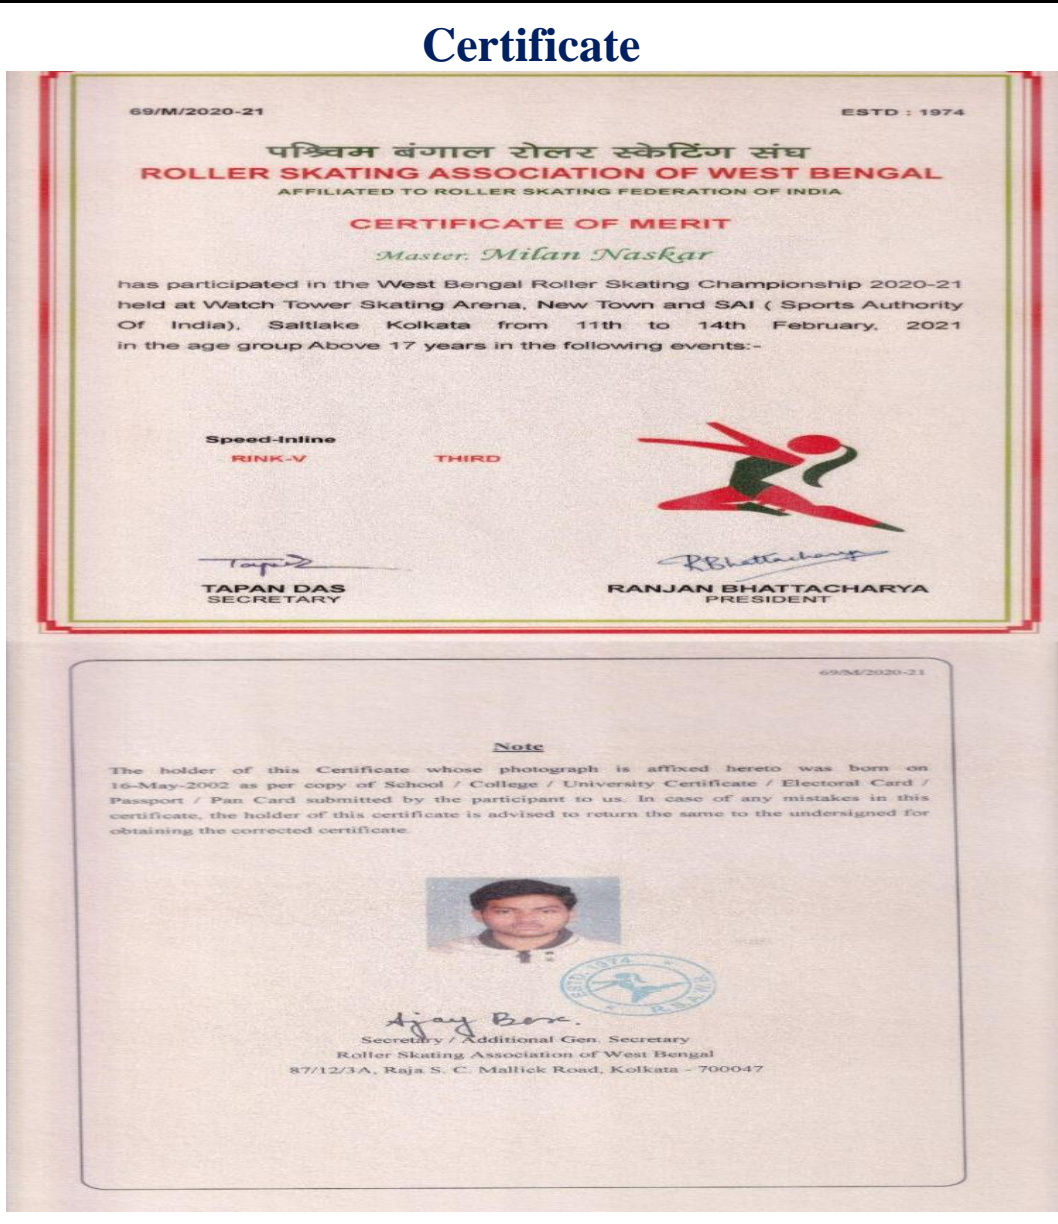 Certificate
69/M/2020-21
ESTD : 1974
पश्चिम बंगाल रोलर स्केटिंग संघ
ROLLER SKATING ASSOCIATION OF WEST BENGAL
AFFILIATED TO ROLLER SKATING FEDERATION OF INDIA
CERTIFICATE OF MERIT
Master. Milan Naskar
has participated in the West Bengal Roller Skating Championship 2020-21
held at Watch Tower Skating Arena, New Town and SAI ( Sports Authority
Of India), Saltlake Kolkata from 11th to 14th February, 2021
in the age group Above 17 years in the following events:-
Speed-Inline
RINK-V THIRD
RBhattacharya
TAPAN DAS
SECRETARY
RANJAN BHATTACHARYA
PRESIDENT
69/M/2020-21
Note
The holder of this Certificate whose photograph is affixed hereto was born on
16-May-2002 as per copy of School / College / University Certificate / Electoral Card /
Passport / Pan Card submitted by the participant to us. In case of any mistakes in this
certificate, the holder of this certificate is advised to return the same to the undersigned for
obtaining the corrected certificate.
ESTD. 1974
R.S.A.W.B
Ajay Bose.
Secretary / Additional Gen. Secretary
Roller Skating Association of West Bengal
87/12/3A, Raja S. C. Mallick Road, Kolkata - 700047